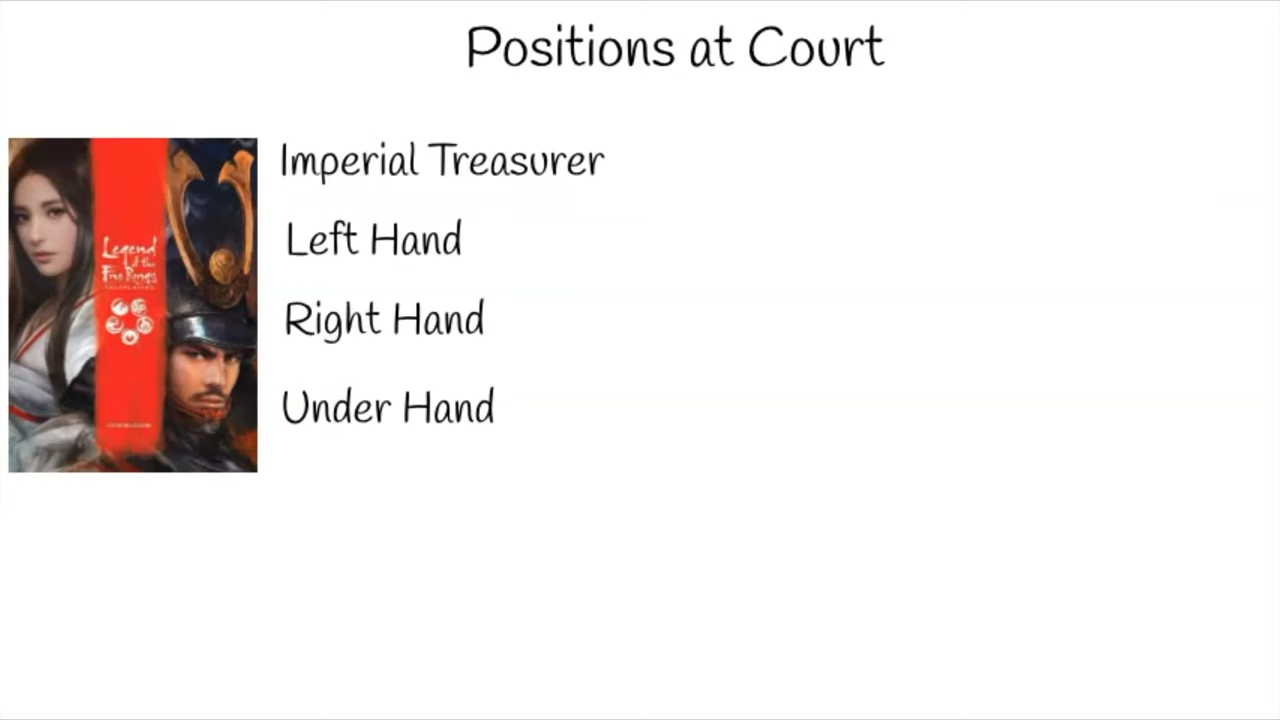 Positions at Court
Imperial Treasurer
Left Hand
Right Hand
Under Hand
Legend
of the
Five Rings